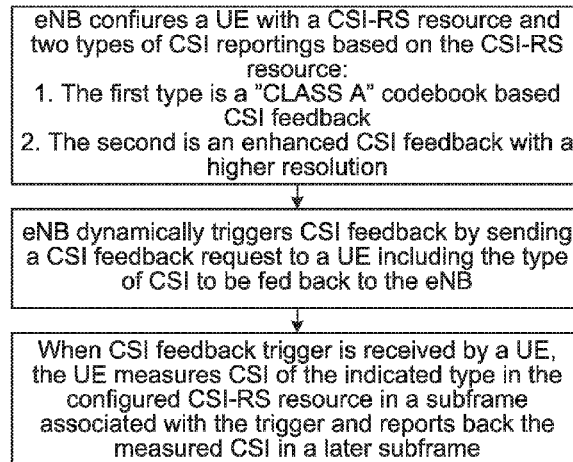 eNB confiures a UE with a CSI-RS resource and
two types of CSI reportings based on the CSI-RS
resource:
1. The first type is a "CLASS A" codebook based
CSI feedback
2. The second is an enhanced CSI feedback with a
higher resolution
eNB dynamically triggers CSI feedback by sending
a CSI feedback request to a UE including the type
of CSI to be fed back to the eNB
When CSI feedback trigger is received by a UE,
the UE measures CSI of the indicated type in the
configured CSI-RS resource in a subframe
associated with the trigger and reports back the
measured CSI in a later subframe